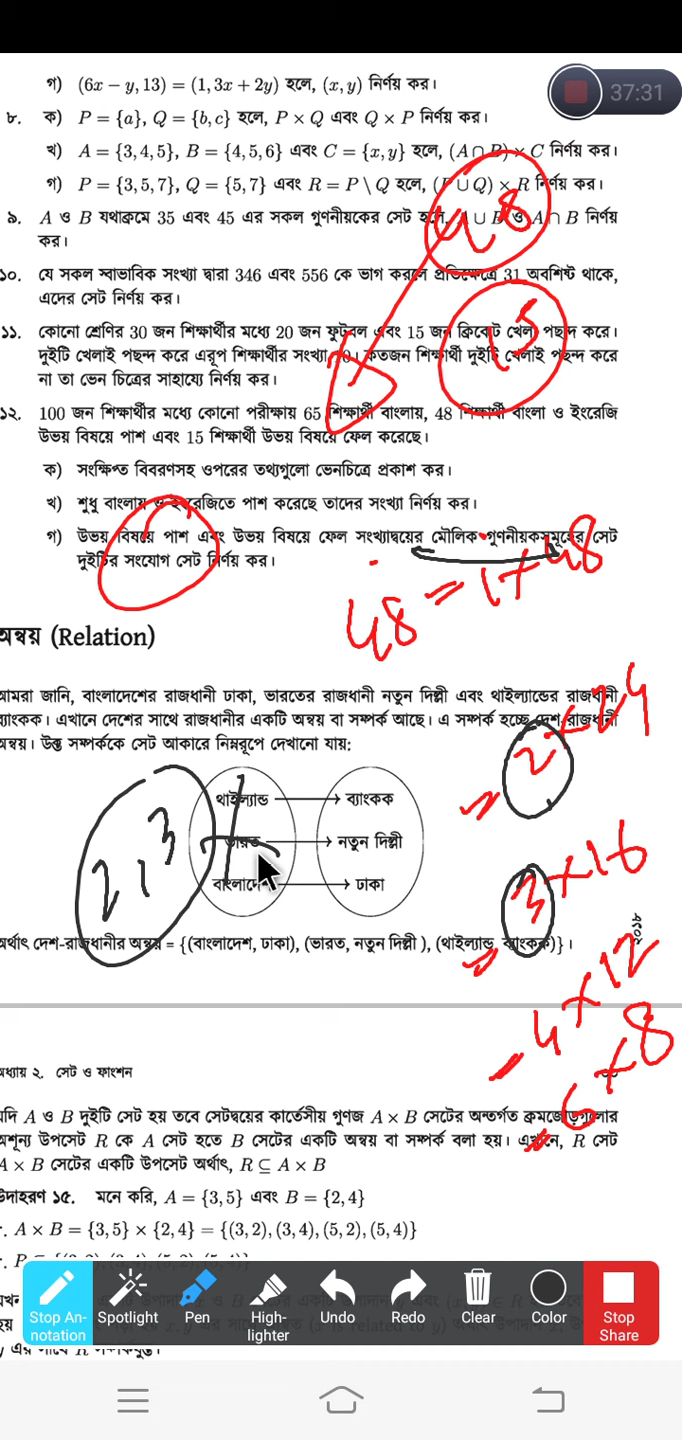 গ) (6x − y, 13) = (1, 3x + 2y) হলে, (x, y) নির্ণয় কর।
37:31
৮. ক) P = {a}, Q = {b, c} হলে, P × Q এবং Q × P নির্ণয় কর।
খ) A = {3, 4, 5}, B = {4, 5, 6} এবং C = {x, y} হলে, (A ∩ B) × C নির্ণয় কর।
গ) P = {3, 5, 7}, Q = {5, 7} এবং R = P \ Q হলে, (P ∪ Q) × R নির্ণয় কর।
৯. A ও B যথাক্রমে 35 এবং 45 এর সকল গুণনীয়কের সেট হলে, A ∪ B ও A ∩ B নির্ণয়
কর।
48
১০. যে সকল স্বাভাবিক সংখ্যা দ্বারা 346 এবং 556 কে ভাগ করলে প্রতিক্ষেত্রে 31 অবশিষ্ট থাকে,
এদের সেট নির্ণয় কর।
১১. কোনো শ্রেণির 30 জন শিক্ষার্থীর মধ্যে 20 জন ফুটবল এবং 15 জন ক্রিকেট খেলা পছন্দ করে।
15
দুইটি খেলাই পছন্দ করে এরূপ শিক্ষার্থীর সংখ্যা 10। কতজন শিক্ষার্থী দুইটি খেলাই পছন্দ করে
না তা ভেন চিত্রের সাহায্যে নির্ণয় কর।
১২. 100 জন শিক্ষার্থীর মধ্যে কোনো পরীক্ষায় 65 শিক্ষার্থী বাংলায়, 48 শিক্ষার্থী বাংলা ও ইংরেজি
উভয় বিষয়ে পাশ এবং 15 শিক্ষার্থী উভয় বিষয়ে ফেল করেছে।
ক) সংক্ষিপ্ত বিবরণসহ ওপরের তথ্যগুলো ভেনচিত্রে প্রকাশ কর।
খ) শুধু বাংলায় ও ইংরেজিতে পাশ করেছে তাদের সংখ্যা নির্ণয় কর।
গ) উভয় বিষয়ে পাশ এবং উভয় বিষয়ে ফেল সংখ্যাদ্বয়ের মৌলিক গুণনীয়কসমূহের সেট
দুইটির সংযোগ সেট নির্ণয় কর।
48 = 1 × 48
অন্বয় (Relation)
আমরা জানি, বাংলাদেশের রাজধানী ঢাকা, ভারতের রাজধানী নতুন দিল্লী এবং থাইল্যান্ডের রাজধানী
ব্যাংকক। এখানে দেশের সাথে রাজধানীর একটি অন্বয় বা সম্পর্ক আছে। এ সম্পর্ক হচ্ছে দেশ-রাজধানী
অন্বয়। উক্ত সম্পর্ককে সেট আকারে নিম্নরূপে দেখানো যায়:
= 2 × 24
থাইল্যান্ড → ব্যাংকক
2, 3
ভারত → নতুন দিল্লী
বাংলাদেশ → ঢাকা
= 3 × 16
২০১৮
অর্থাৎ দেশ-রাজধানীর অন্বয় = {(বাংলাদেশ, ঢাকা), (ভারত, নতুন দিল্লী ), (থাইল্যান্ড, ব্যাংকক)}।
= 4 × 12
অধ্যায় ২. সেট ও ফাংশন
= 6 × 8
যদি A ও B দুইটি সেট হয় তবে সেটদ্বয়ের কার্তেসীয় গুণজ A × B সেটের অন্তর্গত ক্রমজোড়গুলোর
অশূন্য উপসেট R কে A সেট হতে B সেটের একটি অন্বয় বা সম্পর্ক বলা হয়। এখানে, R সেট
A × B সেটের একটি উপসেট অর্থাৎ, R ⊆ A × B
উদাহরণ ১৫. মনে করি, A = {3, 5} এবং B = {2, 4}
∴ A × B = {3, 5} × {2, 4} = {(3, 2), (3, 4), (5, 2), (5, 4)}
Stop An-
notation
Spotlight
Pen
High-
lighter
Undo
Redo
Clear
Color
Stop
Share